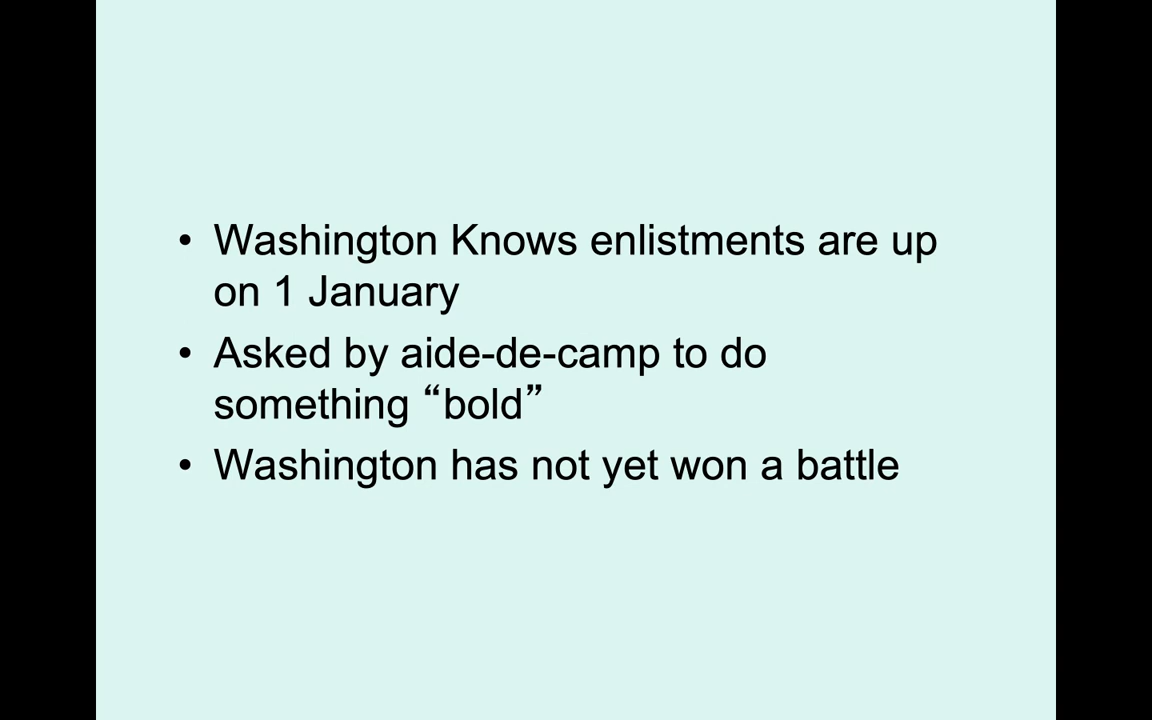 • Washington Knows enlistments are up
on 1 January
• Asked by aide-de-camp to do
something “bold”
• Washington has not yet won a battle